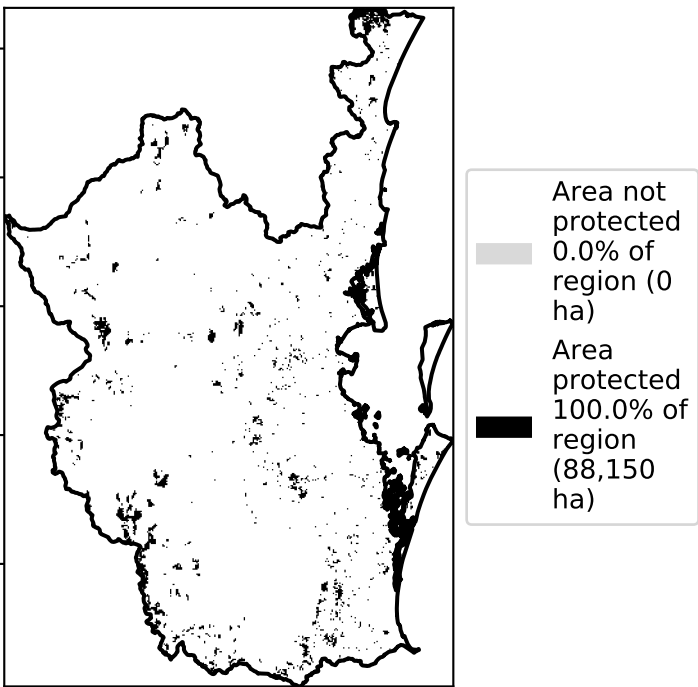 Area not
protected
0.0% of
region (0
ha)
Area
protected
100.0% of
region
(88,150
ha)